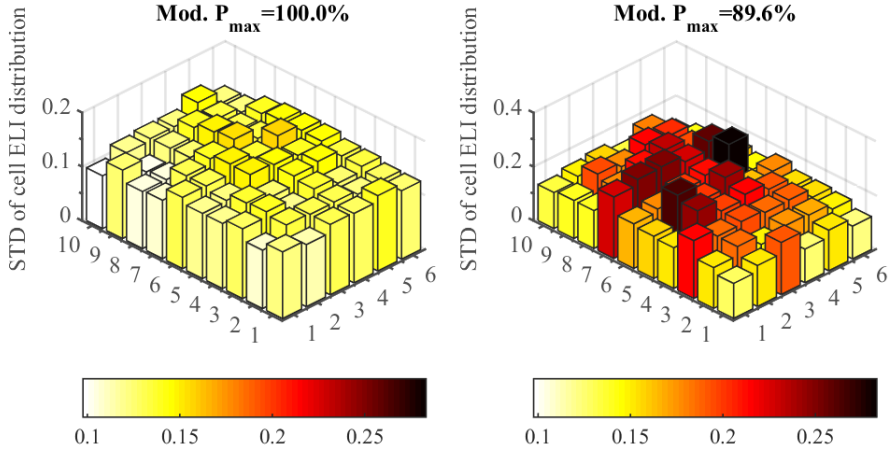 Mod. P_max=100.0%
STD of cell ELI distribution
0.2
0.1
0
10 9 8 7 6 5 4 3 2 1
1 2 3 4 5 6
0.1 0.15 0.2 0.25
Mod. P_max=89.6%
STD of cell ELI distribution
0.4
0.2
0
10 9 8 7 6 5 4 3 2 1
1 2 3 4 5 6
0.1 0.15 0.2 0.25